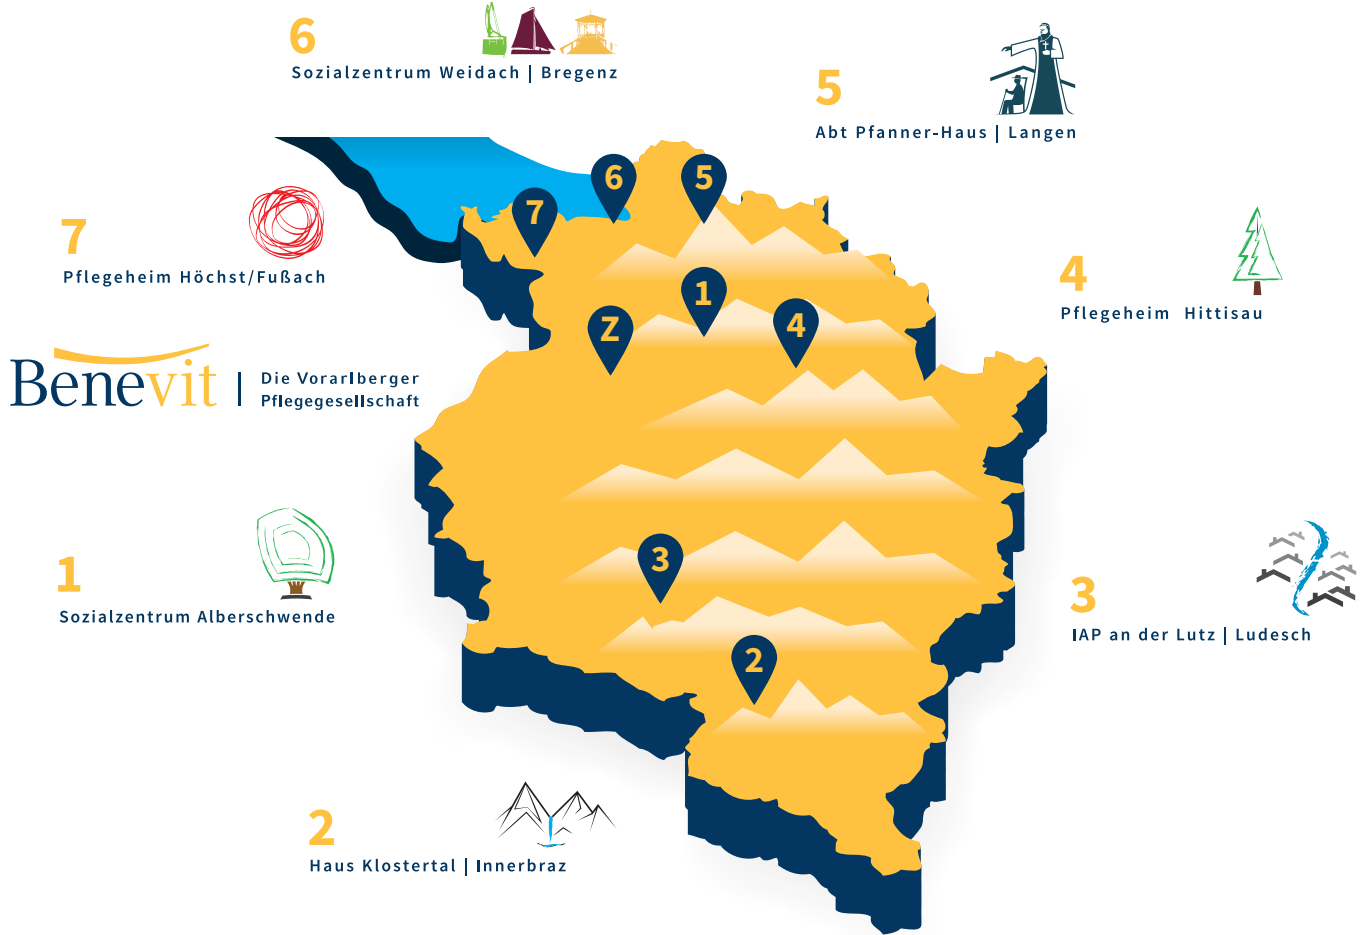 6
Sozialzentrum Weidach | Bregenz
5
Abt Pfanner-Haus | Langen
7
Pflegeheim Höchst/Fußach
4
Pflegeheim Hittisau
Benevit | Die Vorarlberger
Pflegegesellschaft
1
Sozialzentrum Alberschwende
3
IAP an der Lutz | Ludesch
2
Haus Klostertal | Innerbraz
6
5
7
1
Z
4
3
2